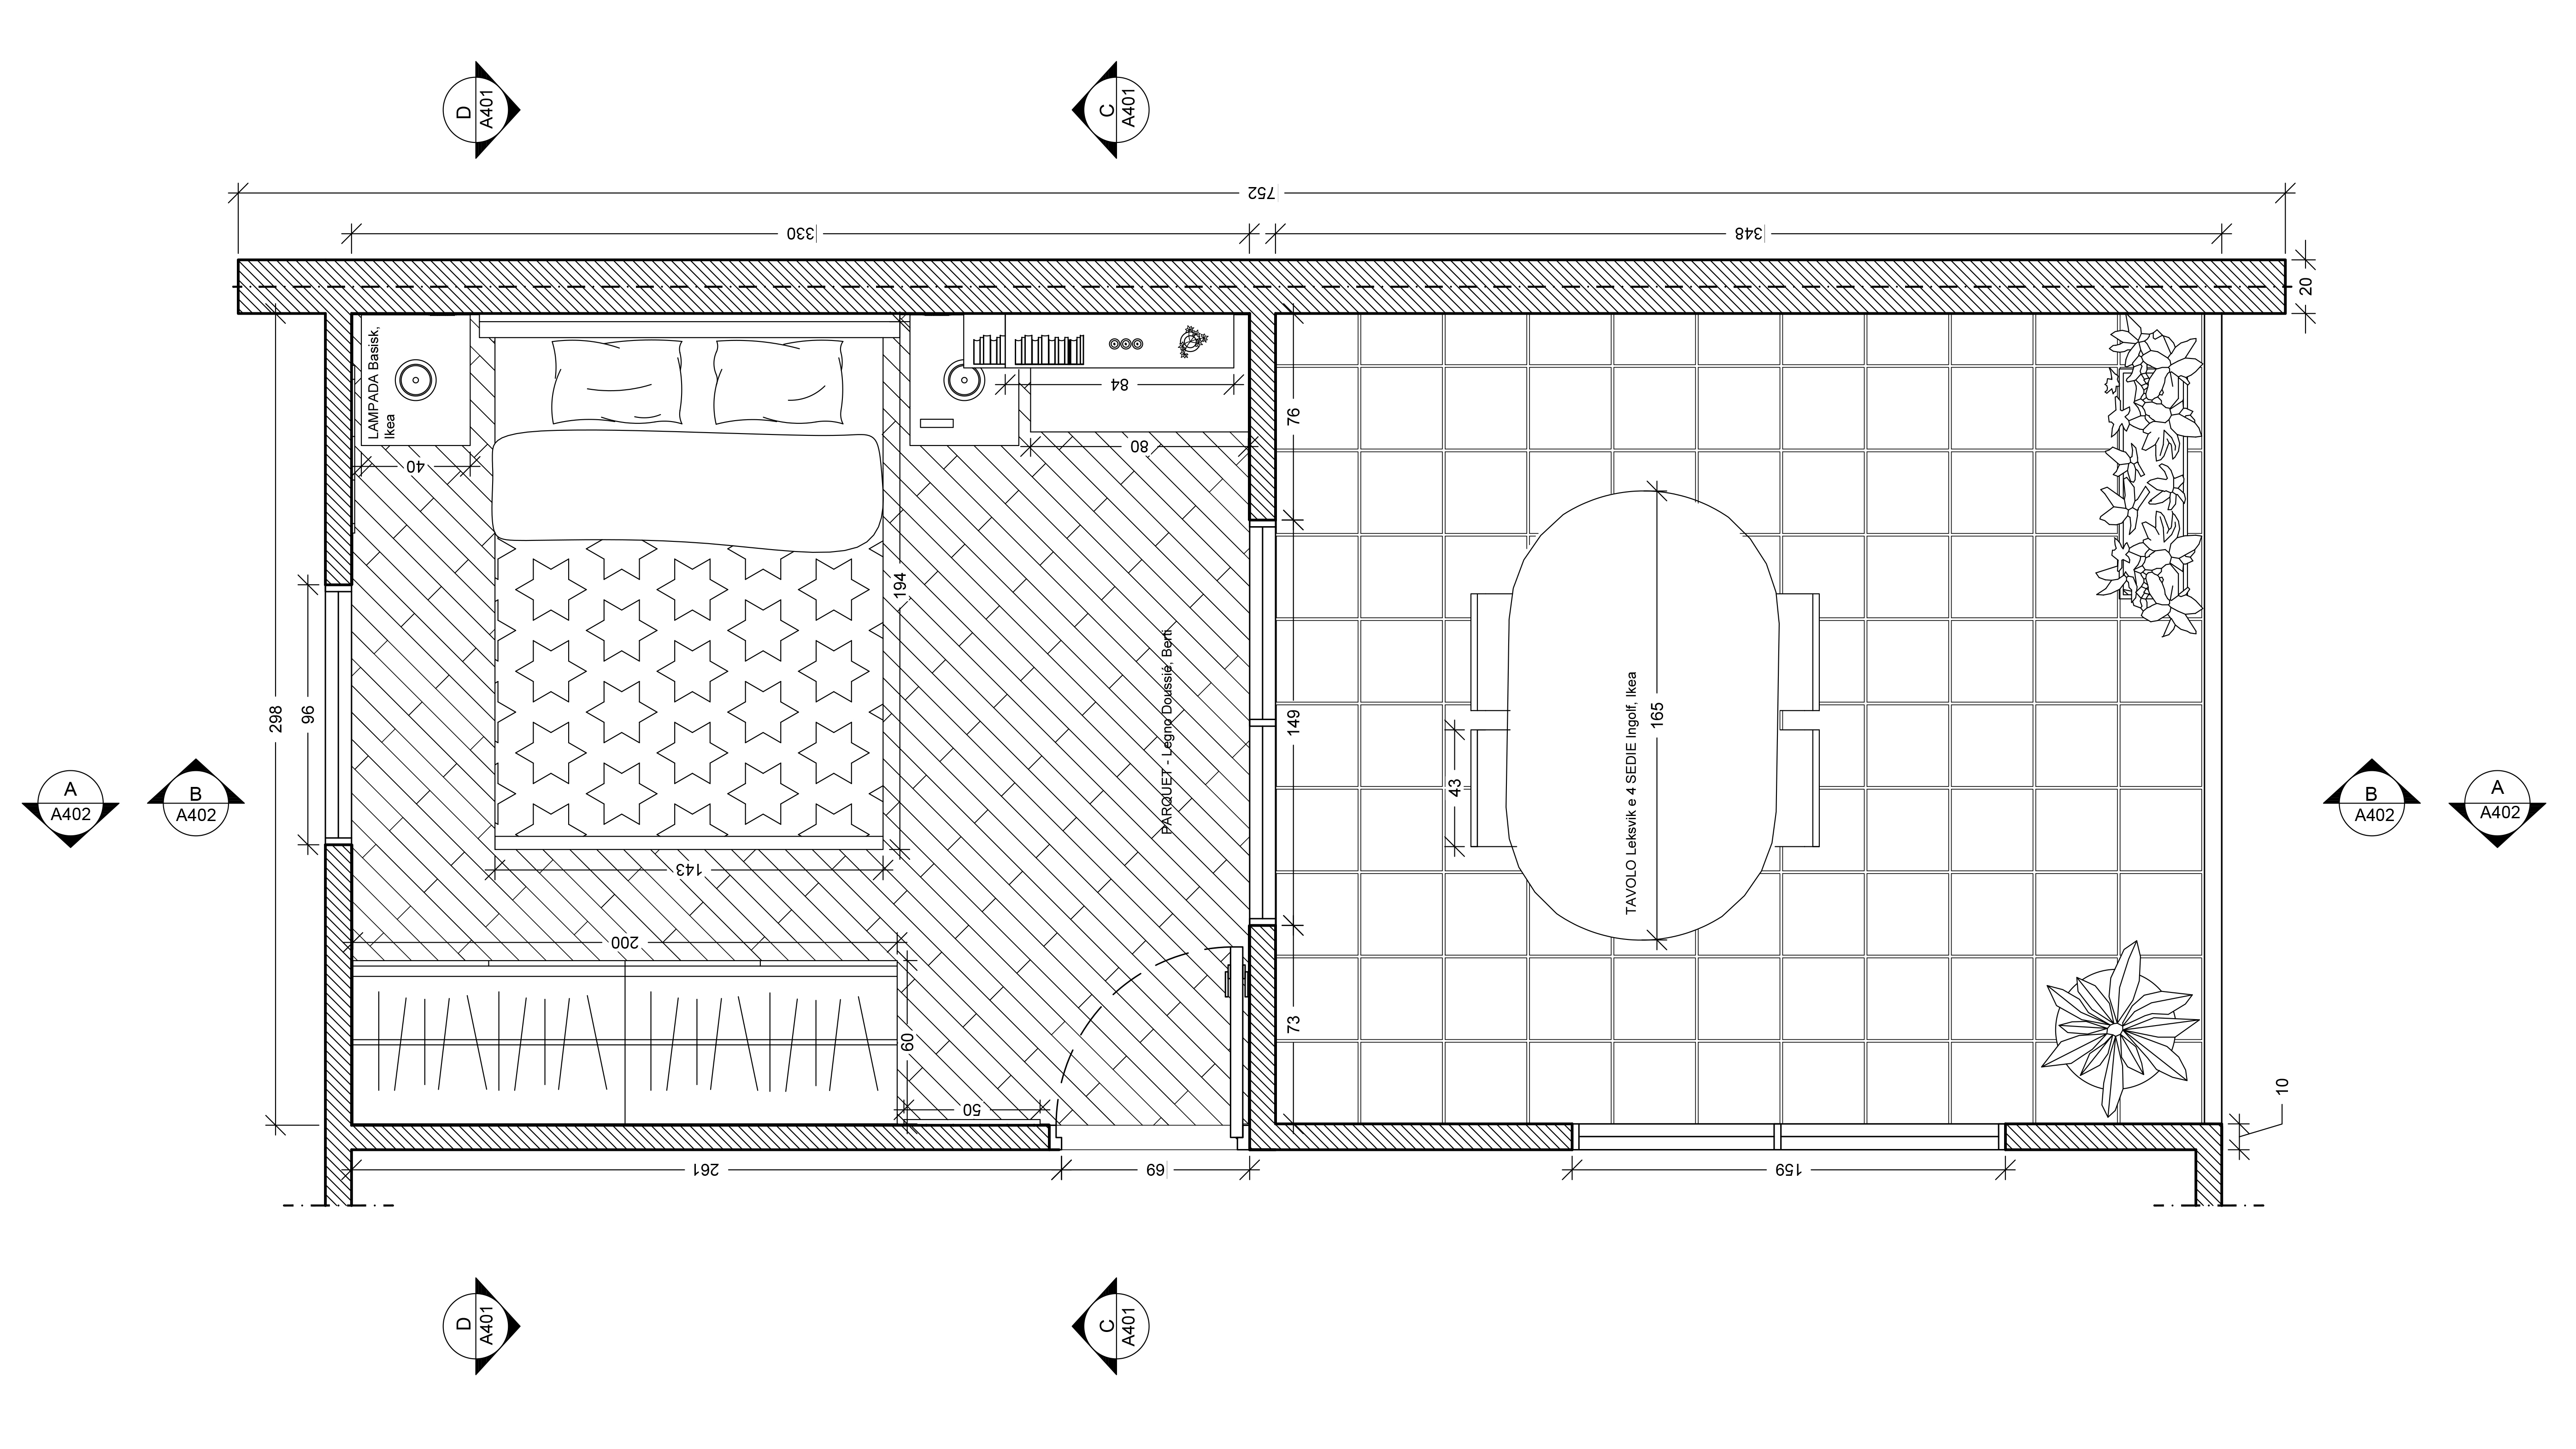 D
A401
C
A401
752
330
348
20
LAMPADA Basisk,
Ikea
84
40
80
76
194
298
96
PARQUET - Legno Doussié, Berti
149
TAVOLO Leksvik e 4 SEDIE Ingolf, Ikea
165
43
A
A402
B
A402
B
A402
A
A402
143
200
60
50
73
10
261
69
159
D
A401
C
A401